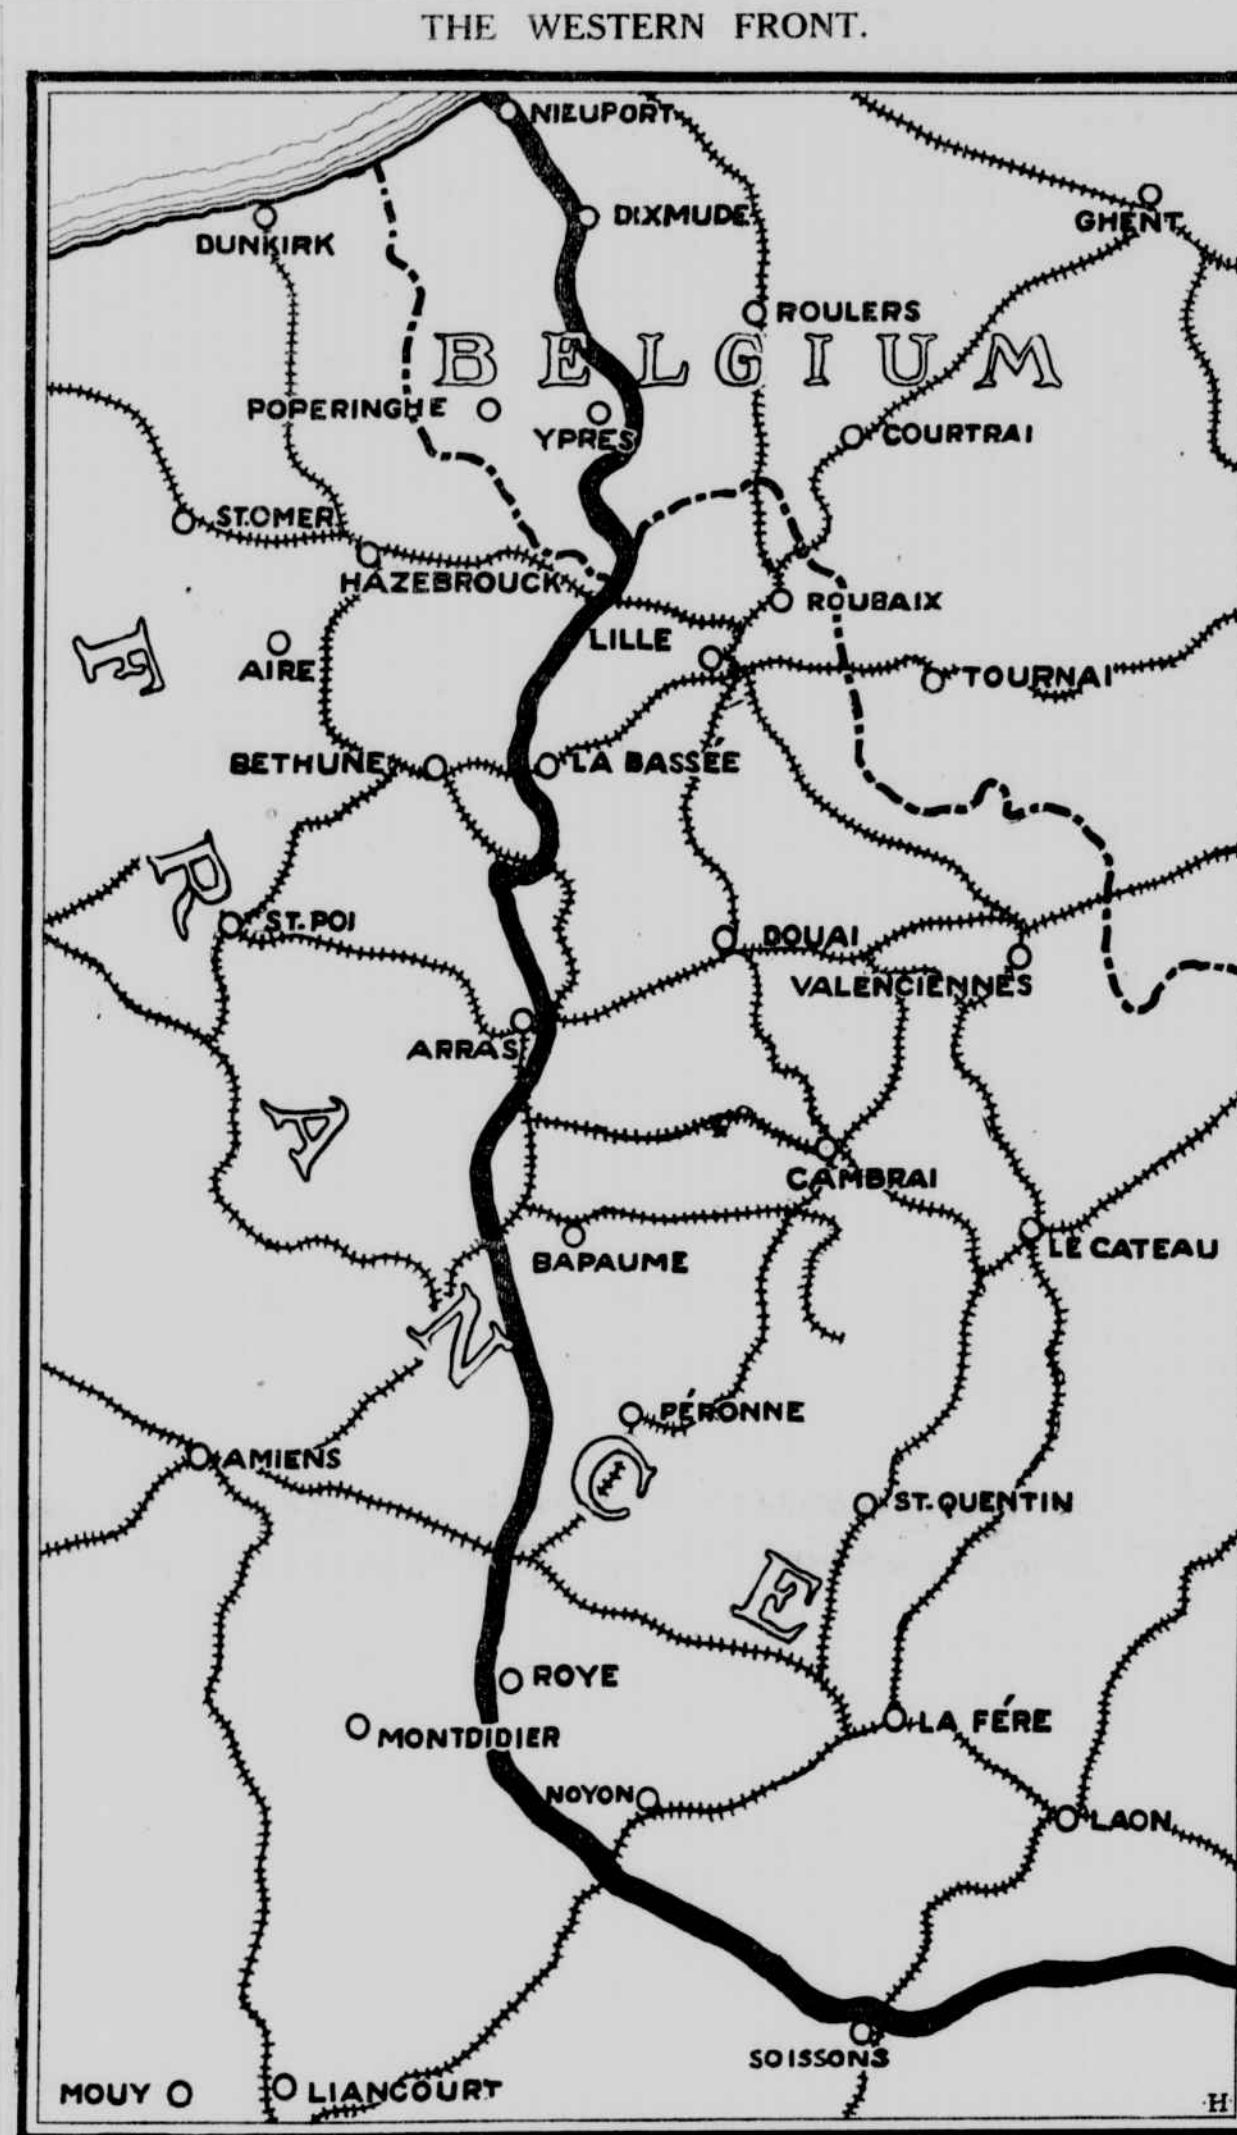 THE WESTERN FRONT.
NIEUPORT
DIXMUDE
GHENT
DUNKIRK
ROULERS
BELGIUM
POPERINGHE
YPRES
COURTRAI
ST.OMER
HAZEBROUCK
ROUBAIX
LILLE
AIRE
TOURNAI
BETHUNE
LA BASSÉE
ST. POI
DOUAI
VALENCIENNES
ARRAS
CAMBRAI
LE CATEAU
BAPAUME
FRANCE
PÉRONNE
AMIENS
ST. QUENTIN
ROYE
LA FÉRE
MONTDIDIER
NOYON
LAON
SOISSONS
MOUY
LIANCOURT
·H·